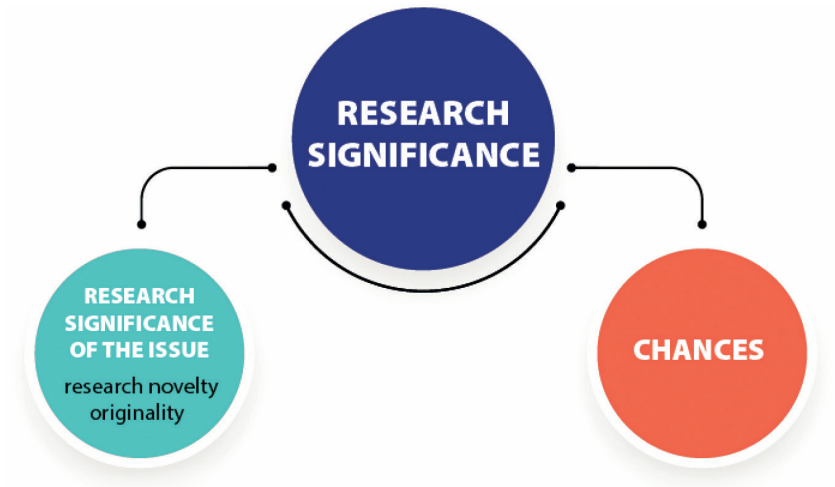 RESEARCH
SIGNIFICANCE
RESEARCH
SIGNIFICANCE
OF THE ISSUE
research novelty
originality
CHANCES